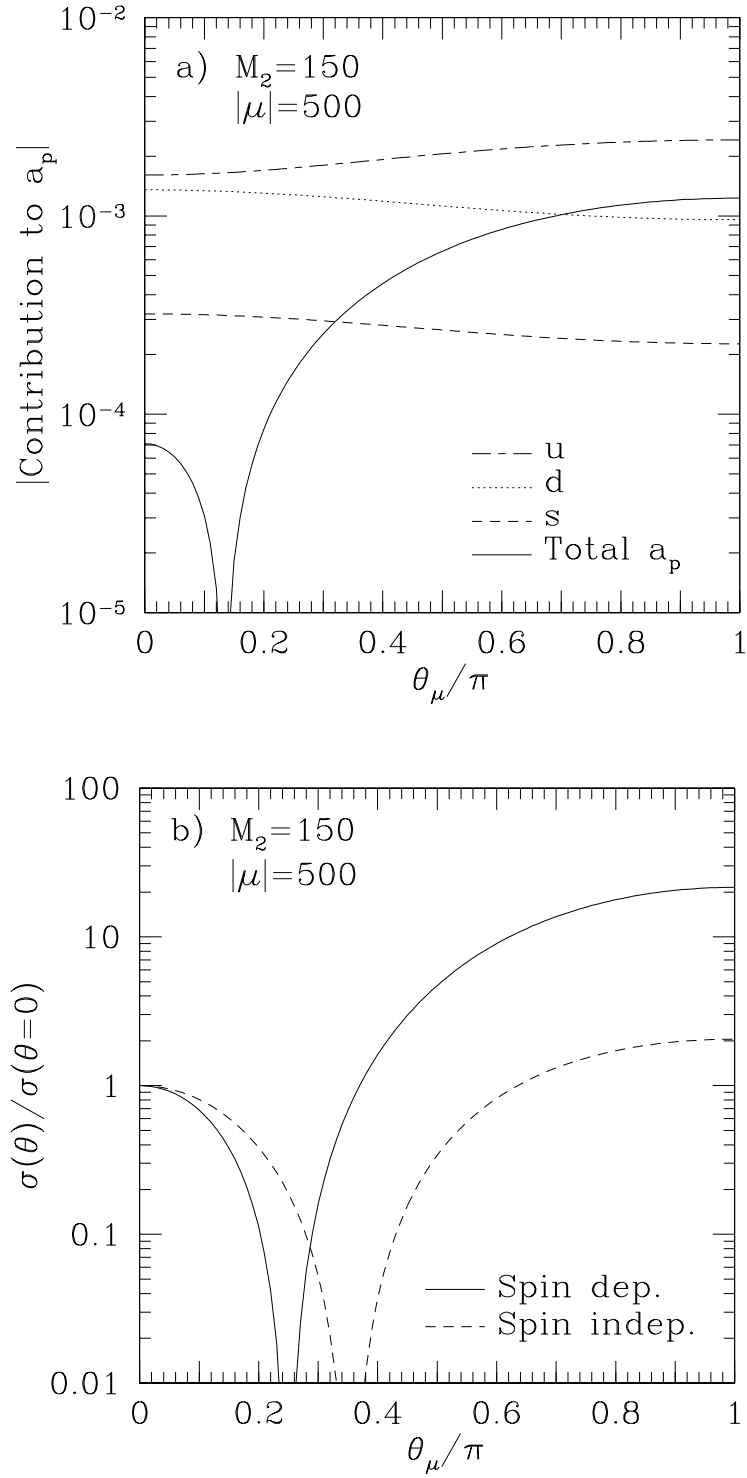 a) M₂=150
|μ|=500
|Contribution to aₚ|
10⁻²
10⁻³
10⁻⁴
10⁻⁵
u
d
s
Total aₚ
0 0.2 0.4 0.6 0.8 1
θ_μ/π
b) M₂=150
|μ|=500
σ(θ)/σ(θ=0)
100
10
1
0.1
0.01
Spin dep.
Spin indep.
0 0.2 0.4 0.6 0.8 1
θ_μ/π